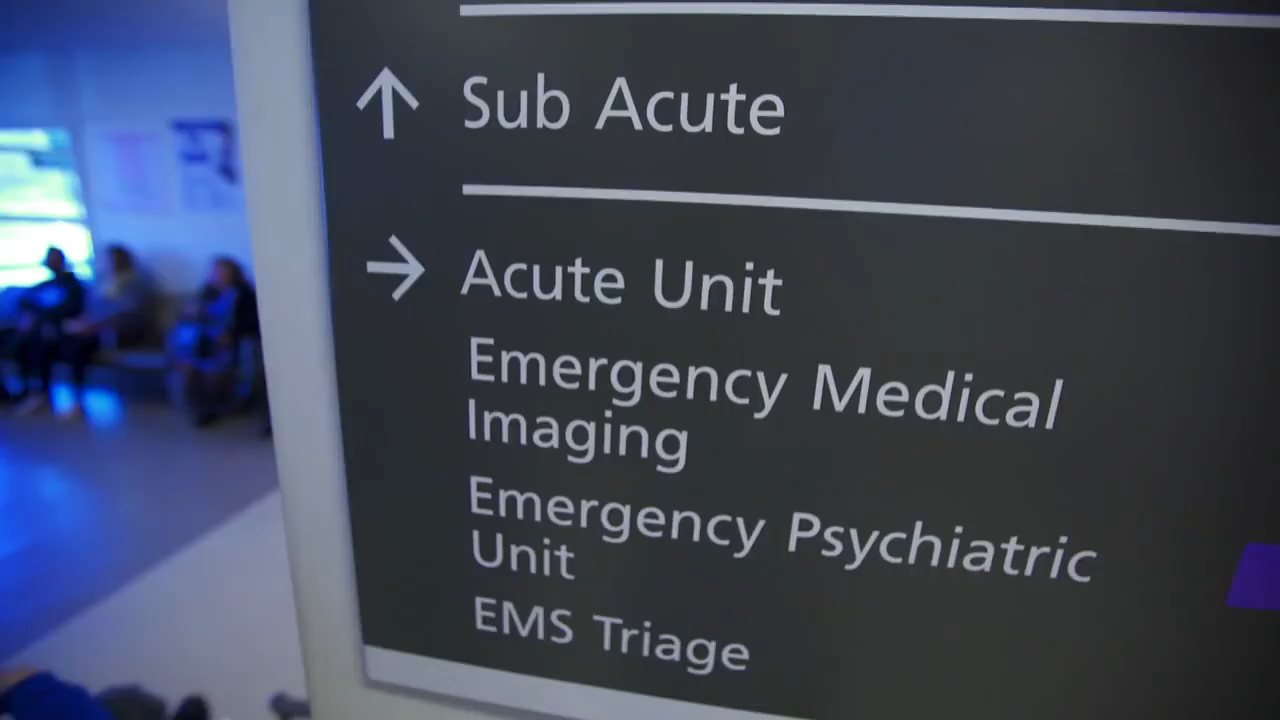 Sub Acute
Acute Unit
Emergency Medical
Imaging
Emergency Psychiatric
Unit
EMS Triage